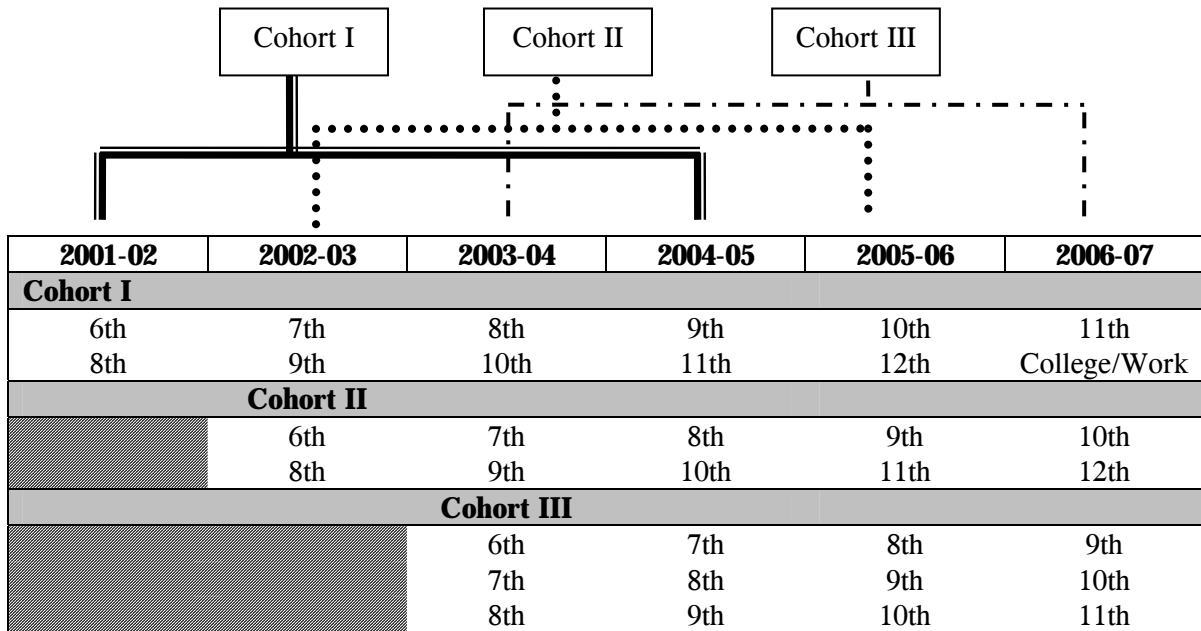 Cohort I Cohort II Cohort III
2001-02 2002-03 2003-04 2004-05 2005-06 2006-07
Cohort I
6th 7th 8th 9th 10th 11th
8th 9th 10th 11th 12th College/Work
Cohort II
6th 7th 8th 9th 10th
8th 9th 10th 11th 12th
Cohort III
6th 7th 8th 9th
7th 8th 9th 10th
8th 9th 10th 11th